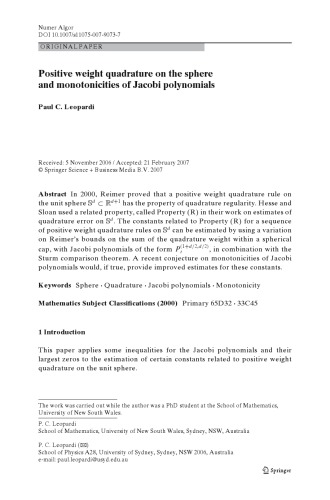 Numer Algor
DOI 10.1007/s11075-007-9073-7
ORIGINAL PAPER
Positive weight quadrature on the sphere
and monotonicities of Jacobi polynomials
Paul C. Leopardi
Received: 5 November 2006 / Accepted: 21 February 2007
© Springer Science + Business Media B.V. 2007
Abstract In 2000, Reimer proved that a positive weight quadrature rule on
the unit sphere 𝕊ᵈ ⊂ ℝᵈ⁺¹ has the property of quadrature regularity. Hesse and
Sloan used a related property, called Property (R) in their work on estimates of
quadrature error on 𝕊ᵈ. The constants related to Property (R) for a sequence
of positive weight quadrature rules on 𝕊ᵈ can be estimated by using a variation
on Reimer's bounds on the sum of the quadrature weight within a spherical
cap, with Jacobi polynomials of the form Pₜ^(1+d/2,d/2), in combination with the
Sturm comparison theorem. A recent conjecture on monotonicities of Jacobi
polynomials would, if true, provide improved estimates for these constants.
Keywords Sphere · Quadrature · Jacobi polynomials · Monotonicity
Mathematics Subject Classifications (2000) Primary 65D32 · 33C45
1 Introduction
This paper applies some inequalities for the Jacobi polynomials and their
largest zeros to the estimation of certain constants related to positive weight
quadrature on the unit sphere.
The work was carried out while the author was a PhD student at the School of Mathematics,
University of New South Wales.
P. C. Leopardi
School of Mathematics, University of New South Wales, Sydney, NSW, Australia
P. C. Leopardi (✉)
School of Physics A28, University of Sydney, Sydney, NSW 2006, Australia
e-mail: paul.leopardi@usyd.edu.au
Springer